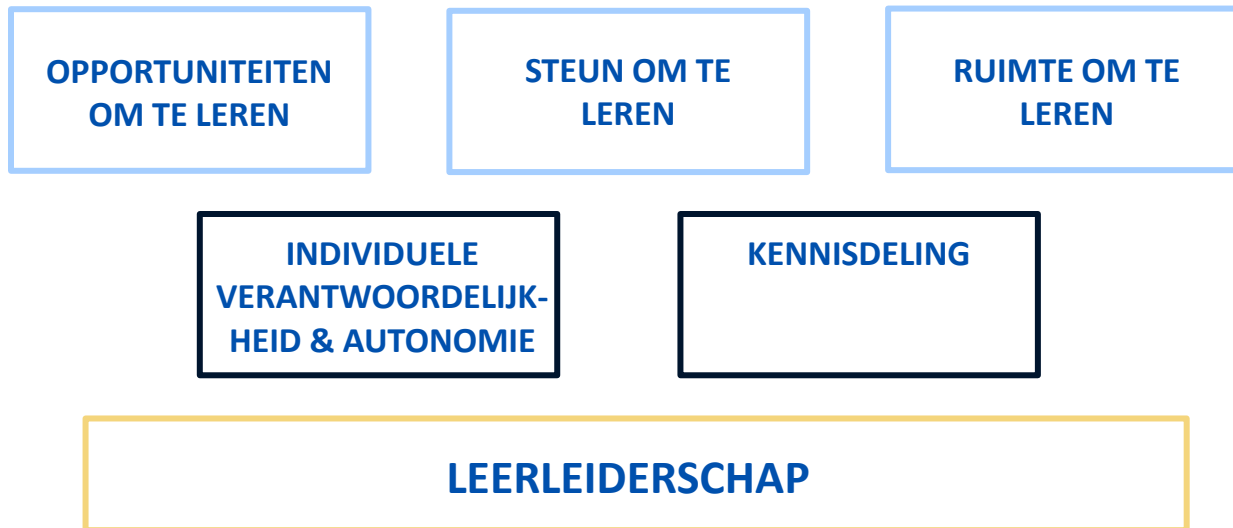 OPPORTUNITEITEN
OM TE LEREN
STEUN OM TE
LEREN
RUIMTE OM TE
LEREN
INDIVIDUELE
VERANTWOORDELIJK-
HEID & AUTONOMIE
KENNISDELING
LEERLEIDERSCHAP